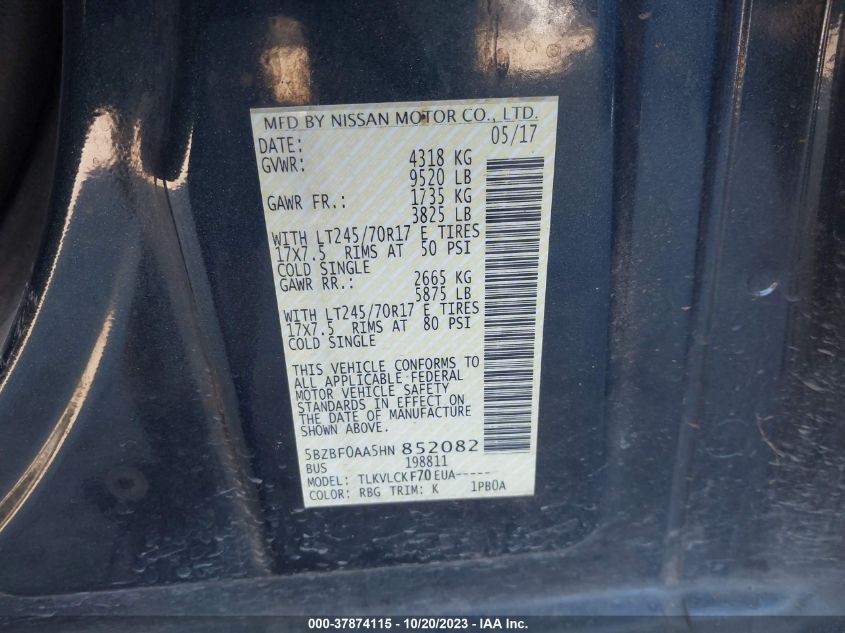 MFD BY NISSAN MOTOR CO., LTD.
DATE: 05/17
GVWR: 4318 KG
9520 LB
GAWR FR.: 1735 KG
3825 LB
WITH LT245/70R17 E TIRES
17X7.5 RIMS AT 50 PSI
COLD SINGLE
GAWR RR.: 2665 KG
5875 LB
WITH LT245/70R17 E TIRES
17X7.5 RIMS AT 80 PSI
COLD SINGLE
THIS VEHICLE CONFORMS TO
ALL APPLICABLE FEDERAL
MOTOR VEHICLE SAFETY
STANDARDS IN EFFECT ON
THE DATE OF MANUFACTURE
SHOWN ABOVE.
5BZBF0AA5HN 852082
BUS 198811
MODEL: TLKVLCKF70EUA-----
COLOR: RBG TRIM: K 1PB0A
000-37874115 - 10/20/2023 - IAA Inc.